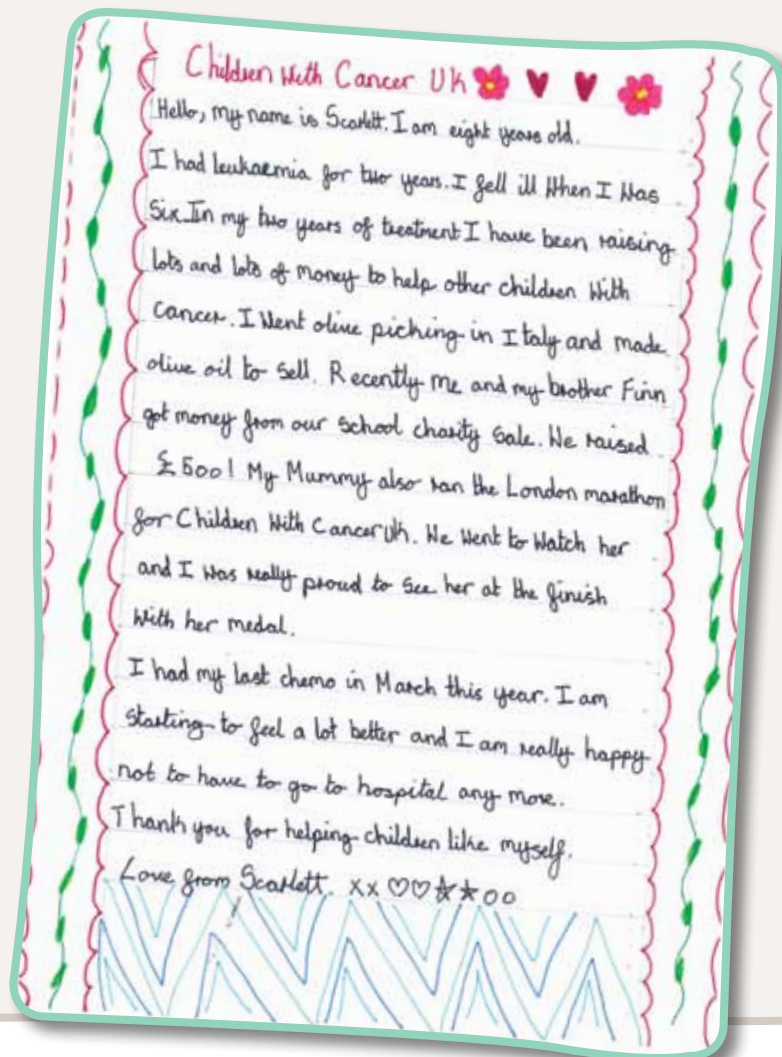 Children With Cancer Uk
Hello, my name is Scarlett. I am eight years old.
I had leukaemia for two years. I fell ill when I was
six. In my two years of treatment I have been raising
lots and lots of money to help other children with
cancer. I went olive picking in Italy and made
olive oil to sell. Recently me and my brother Finn
got money from our school charity sale. We raised
£500! My Mummy also ran the London marathon
for Children With Cancer Uk. We went to watch her
and I was really proud to see her at the finish
with her medal.
I had my last chemo in March this year. I am
starting to feel a lot better and I am really happy
not to have to go to hospital any more.
Thank you for helping children like myself.
Love from Scarlett. xx ♡♡☆☆oo